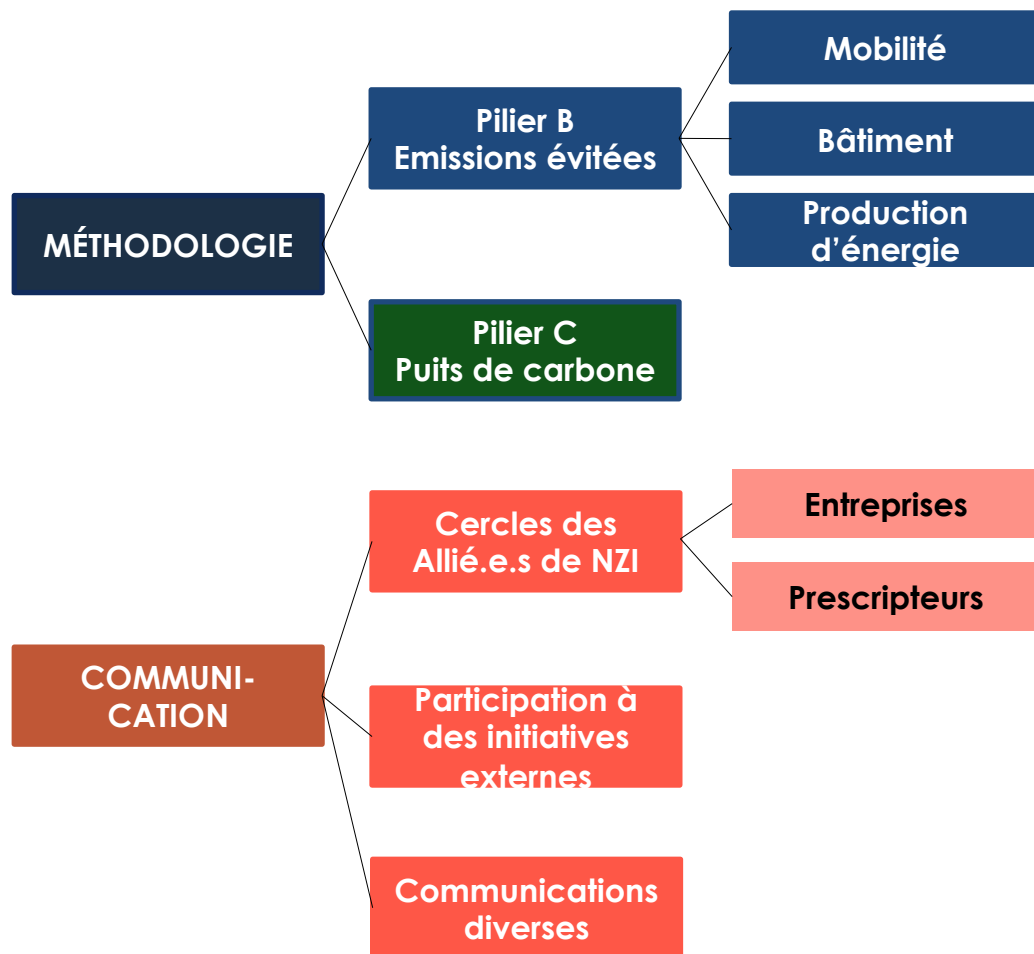 MÉTHODOLOGIE
Pilier B
Emissions évitées
Mobilité
Bâtiment
Production
d’énergie
Pilier C
Puits de carbone
COMMUNI-
CATION
Cercles des
Allié.e.s de NZI
Entreprises
Prescripteurs
Participation à
des initiatives
externes
Communications
diverses